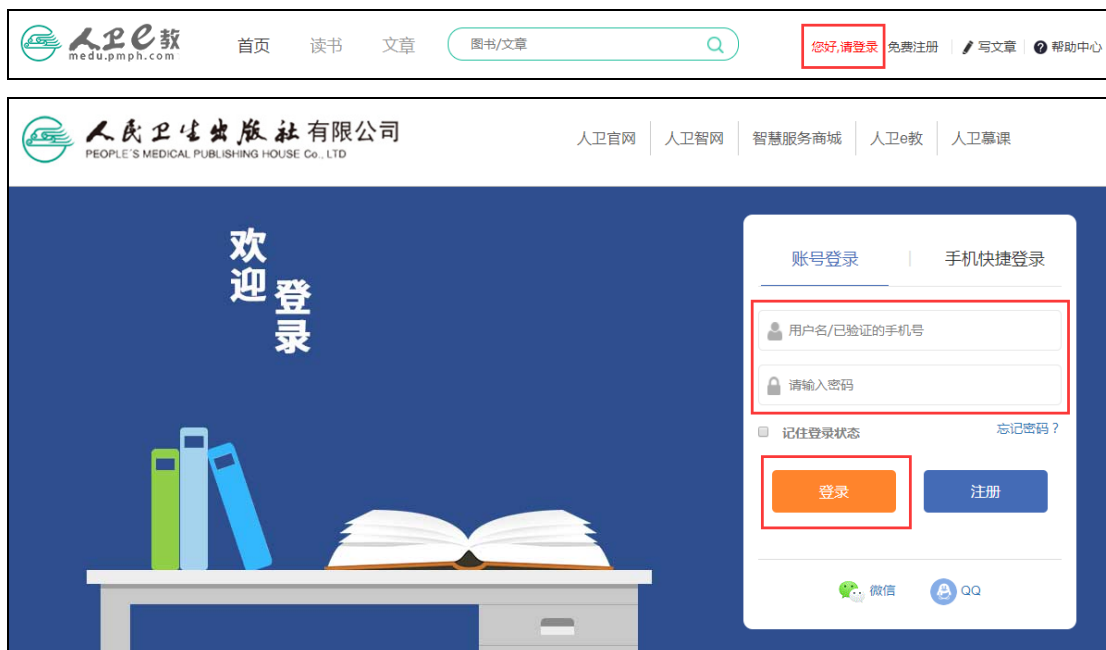 人卫e教
medu.pmph.com
首页 读书 文章 图书/文章 您好,请登录 免费注册 写文章 帮助中心
人民卫生出版社有限公司
PEOPLE'S MEDICAL PUBLISHING HOUSE Co., LTD
人卫官网 人卫智网 智慧服务商城 人卫e教 人卫慕课
欢迎
登录
账号登录 手机快捷登录
用户名/已验证的手机号
请输入密码
记住登录状态 忘记密码?
登录 注册
微信 QQ